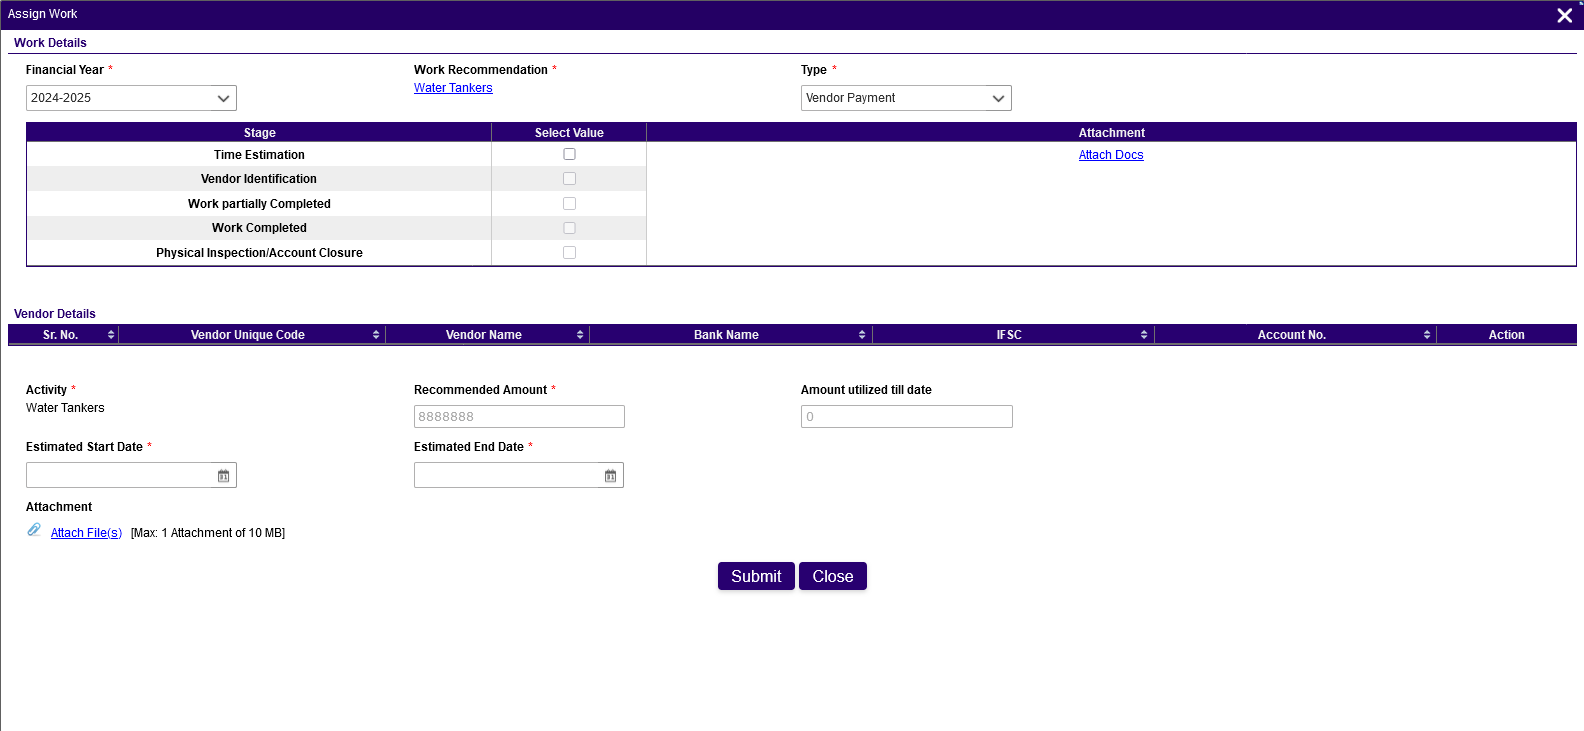 Assign Work
Work Details
Financial Year *
Work Recommendation *
Type *
2024-2025
Water Tankers
Vendor Payment
Stage Select Value Attachment
Time Estimation Attach Docs
Vendor Identification
Work partially Completed
Work Completed
Physical Inspection/Account Closure
Vendor Details
Sr. No. Vendor Unique Code Vendor Name Bank Name IFSC Account No. Action
Activity *
Recommended Amount *
Amount utilized till date
Water Tankers
8888888
0
Estimated Start Date *
Estimated End Date *
Attachment
Attach File(s) [Max: 1 Attachment of 10 MB]
Submit Close